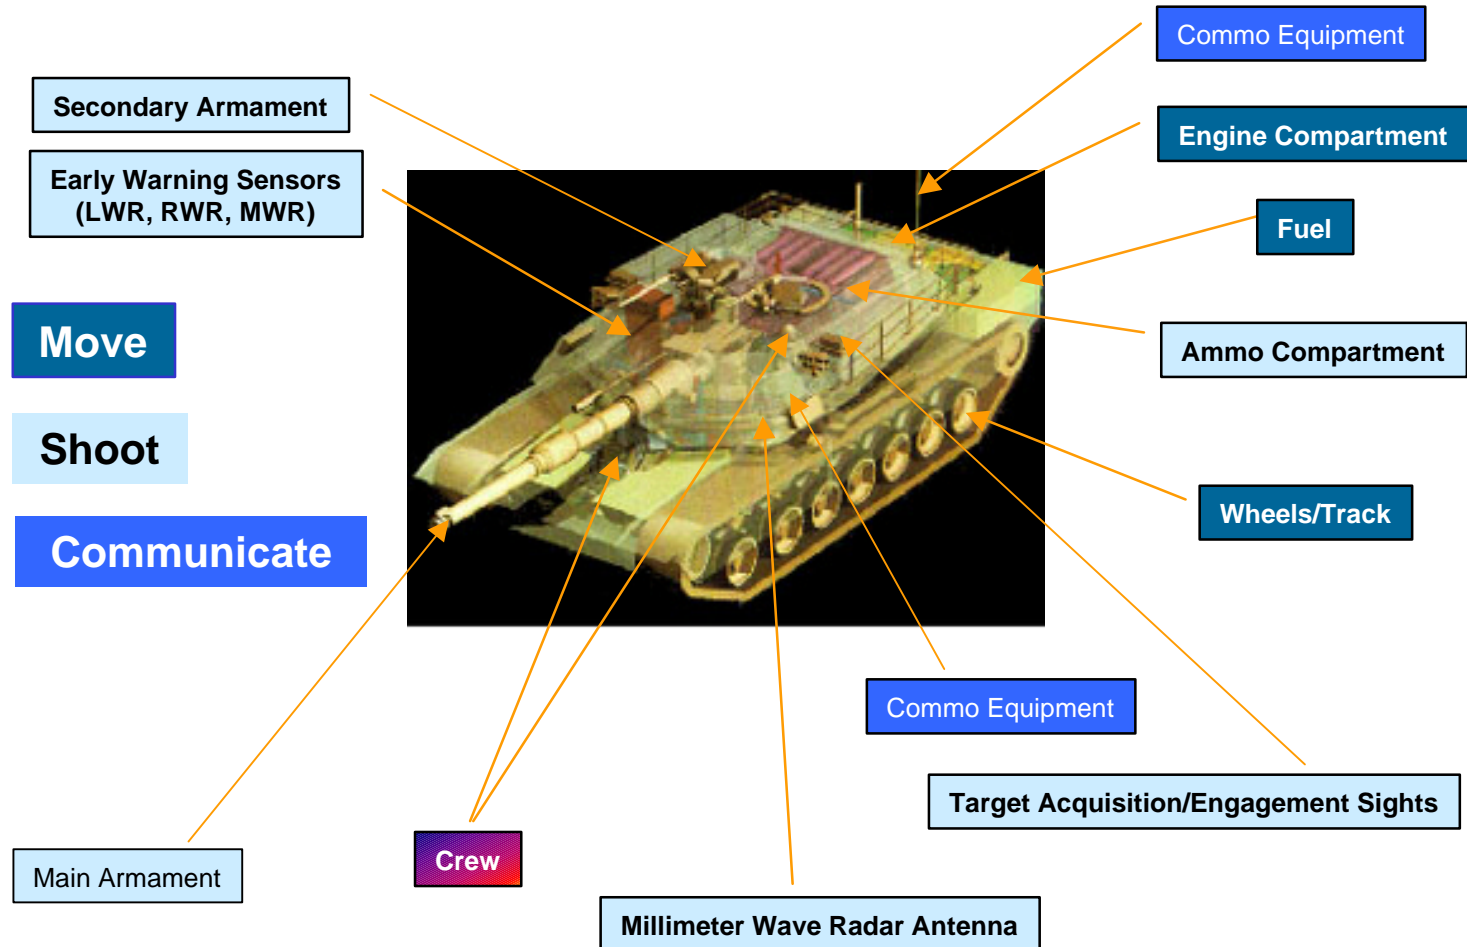 Commo Equipment
Secondary Armament
Engine Compartment
Early Warning Sensors
(LWR, RWR, MWR)
Fuel
Move
Ammo Compartment
Shoot
Wheels/Track
Communicate
Commo Equipment
Target Acquisition/Engagement Sights
Crew
Main Armament
Millimeter Wave Radar Antenna